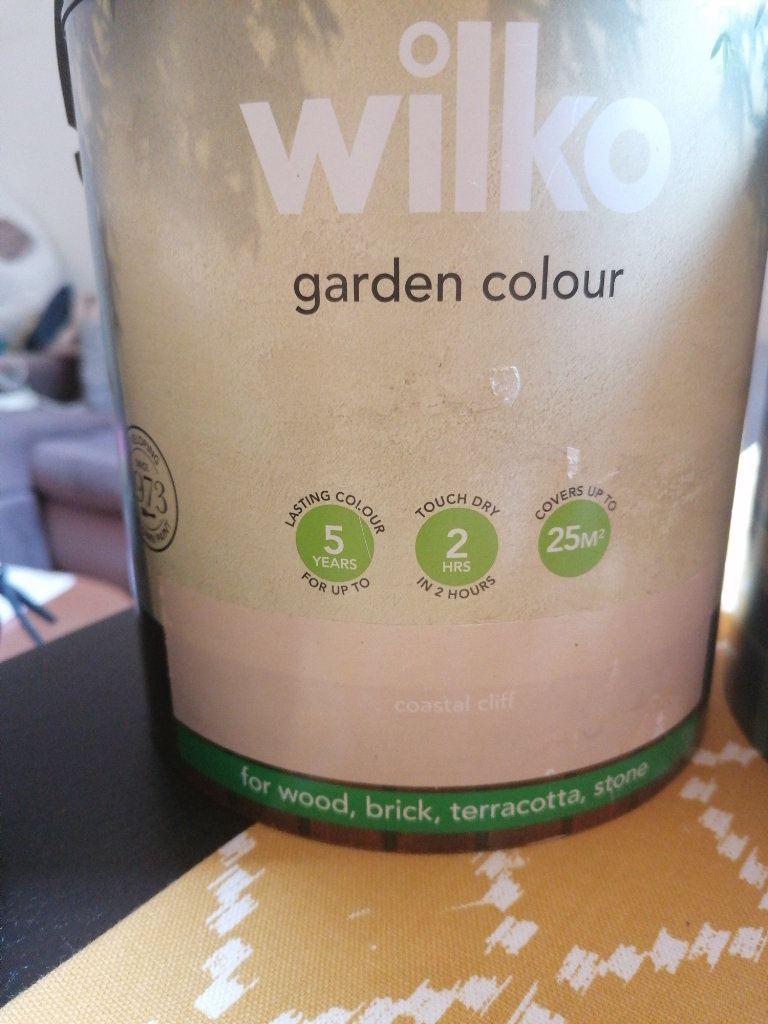 wilko
garden colour
LASTING COLOUR
5
YEARS
FOR UP TO
TOUCH DRY
2
HRS
IN 2 HOURS
COVERS UP TO
25M²
SINCE
coastal cliff
for wood, brick, terracotta, stone